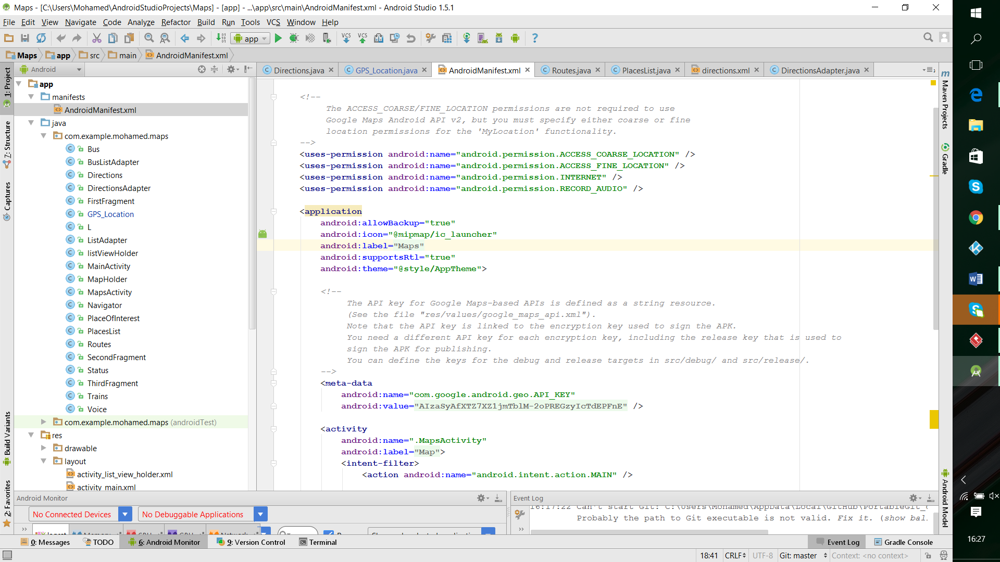 Maps - [C:\Users\Mohamed\AndroidStudioProjects\Maps] - [app] - ...\app\src\main\AndroidManifest.xml - Android Studio 1.5.1
File Edit View Navigate Code Analyze Refactor Build Run Tools VCS Window Help
app
VCS VCS
Maps app src main AndroidManifest.xml
Android
Directions.java GPS_Location.java AndroidManifest.xml Routes.java PlacesList.java directions.xml DirectionsAdapter.java
1: Project
7: Structure
Captures
Build Variants
2: Favorites
app
manifests
AndroidManifest.xml
java
com.example.mohamed.maps
Bus
BusListAdapter
Directions
DirectionsAdapter
FirstFragment
GPS_Location
L
ListAdapter
listViewHolder
MainActivity
MapHolder
MapsActivity
Navigator
PlaceOfInterest
PlacesList
Routes
SecondFragment
Status
ThirdFragment
Trains
Voice
com.example.mohamed.maps (androidTest)
res
drawable
layout
activity_list_view_holder.xml
activity_main.xml
<!--
The ACCESS_COARSE/FINE_LOCATION permissions are not required to use
Google Maps Android API v2, but you must specify either coarse or fine
location permissions for the 'MyLocation' functionality.
-->
<uses-permission android:name="android.permission.ACCESS_COARSE_LOCATION" />
<uses-permission android:name="android.permission.ACCESS_FINE_LOCATION" />
<uses-permission android:name="android.permission.INTERNET" />
<uses-permission android:name="android.permission.RECORD_AUDIO" />
<application
android:allowBackup="true"
android:icon="@mipmap/ic_launcher"
android:label="Maps"
android:supportsRtl="true"
android:theme="@style/AppTheme">
<!--
The API key for Google Maps-based APIs is defined as a string resource.
(See the file "res/values/google_maps_api.xml").
Note that the API key is linked to the encryption key used to sign the APK.
You need a different API key for each encryption key, including the release key that is used to
sign the APK for publishing.
You can define the keys for the debug and release targets in src/debug/ and src/release/.
-->
<meta-data
android:name="com.google.android.geo.API_KEY"
android:value="AIzaSyAfXTZ7XZ1jmTblM-2oPREGzyIcTdEPFnE" />
<activity
android:name=".MapsActivity"
android:label="Map">
<intent-filter>
<action android:name="android.intent.action.MAIN" />
Maven Projects
Gradle
Android Model
Android Monitor
No Connected Devices No Debuggable Applications
logcat Memory CPU GPU Network
Event Log
16:17:22 Can't start Git: C:\Users\Mohamed\AppData\Local\GitHub\PortableGit_
Probably the path to Git executable is not valid. Fix it. (show bal
0: Messages TODO 6: Android Monitor 9: Version Control Terminal Event Log Gradle Console
18:41 CRLF UTF-8 Git: master Context: <no context>
16:27